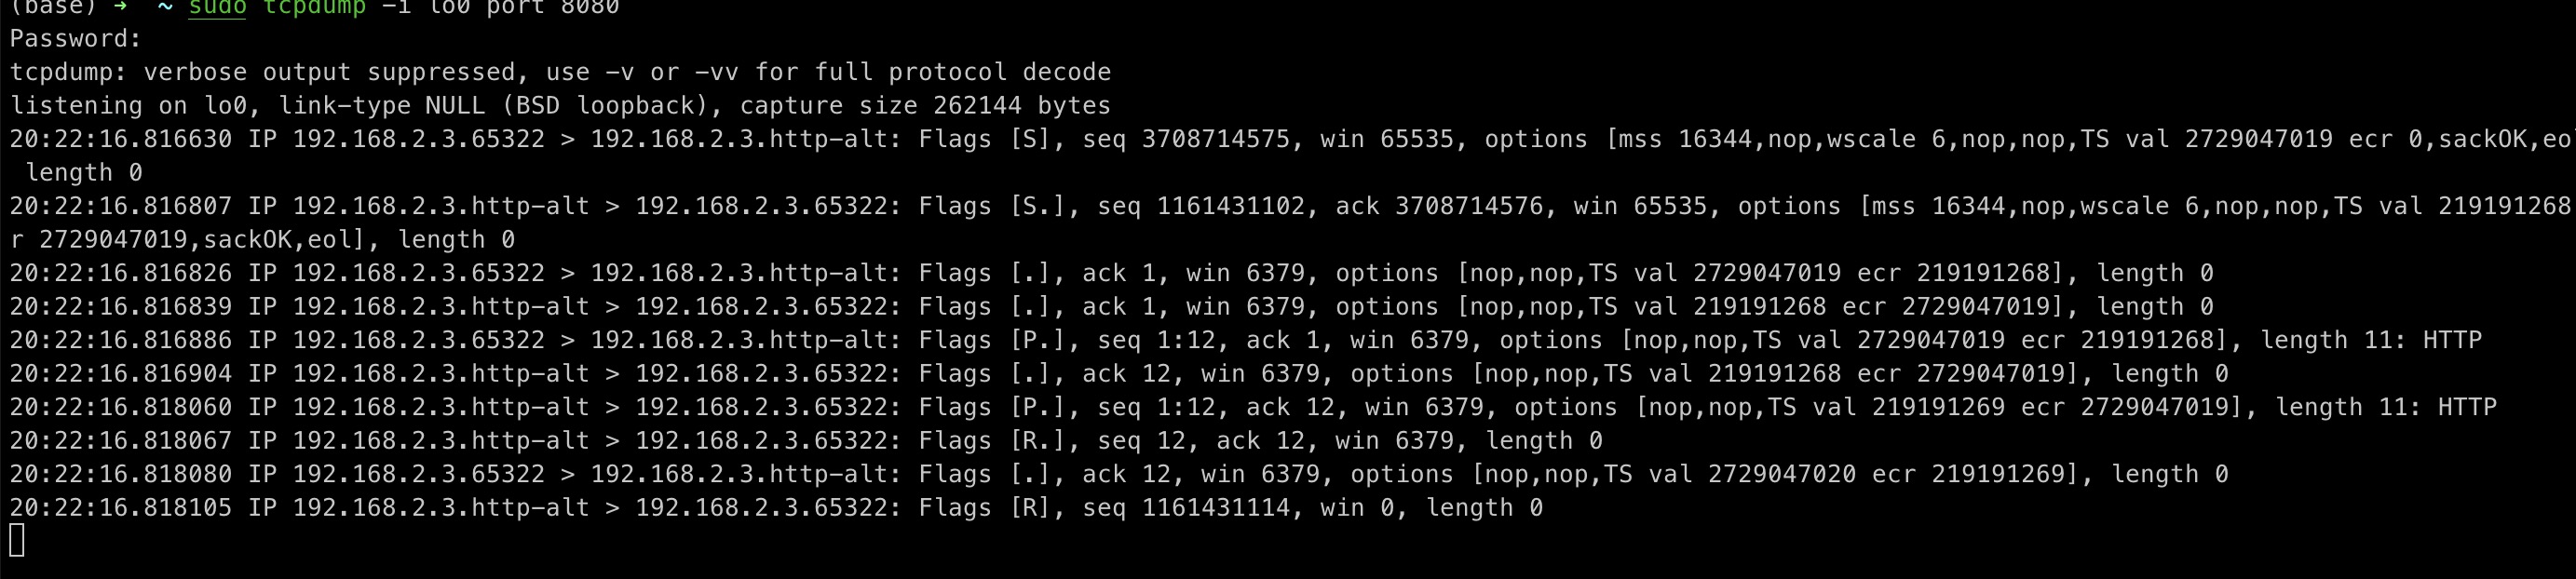 (base) ➜  ~ sudo tcpdump -i lo0 port 8080
Password:
tcpdump: verbose output suppressed, use -v or -vv for full protocol decode
listening on lo0, link-type NULL (BSD loopback), capture size 262144 bytes
20:22:16.816630 IP 192.168.2.3.65322 > 192.168.2.3.http-alt: Flags [S], seq 3708714575, win 65535, options [mss 16344,nop,wscale 6,nop,nop,TS val 2729047019 ecr 0,sackOK,eo
 length 0
20:22:16.816807 IP 192.168.2.3.http-alt > 192.168.2.3.65322: Flags [S.], seq 1161431102, ack 3708714576, win 65535, options [mss 16344,nop,wscale 6,nop,nop,TS val 219191268
r 2729047019,sackOK,eol], length 0
20:22:16.816826 IP 192.168.2.3.65322 > 192.168.2.3.http-alt: Flags [.], ack 1, win 6379, options [nop,nop,TS val 2729047019 ecr 219191268], length 0
20:22:16.816839 IP 192.168.2.3.http-alt > 192.168.2.3.65322: Flags [.], ack 1, win 6379, options [nop,nop,TS val 219191268 ecr 2729047019], length 0
20:22:16.816886 IP 192.168.2.3.65322 > 192.168.2.3.http-alt: Flags [P.], seq 1:12, ack 1, win 6379, options [nop,nop,TS val 2729047019 ecr 219191268], length 11: HTTP
20:22:16.816904 IP 192.168.2.3.http-alt > 192.168.2.3.65322: Flags [.], ack 12, win 6379, options [nop,nop,TS val 219191268 ecr 2729047019], length 0
20:22:16.818060 IP 192.168.2.3.http-alt > 192.168.2.3.65322: Flags [P.], seq 1:12, ack 12, win 6379, options [nop,nop,TS val 219191269 ecr 2729047019], length 11: HTTP
20:22:16.818067 IP 192.168.2.3.http-alt > 192.168.2.3.65322: Flags [R.], seq 12, ack 12, win 6379, length 0
20:22:16.818080 IP 192.168.2.3.65322 > 192.168.2.3.http-alt: Flags [.], ack 12, win 6379, options [nop,nop,TS val 2729047020 ecr 219191269], length 0
20:22:16.818105 IP 192.168.2.3.http-alt > 192.168.2.3.65322: Flags [R], seq 1161431114, win 0, length 0